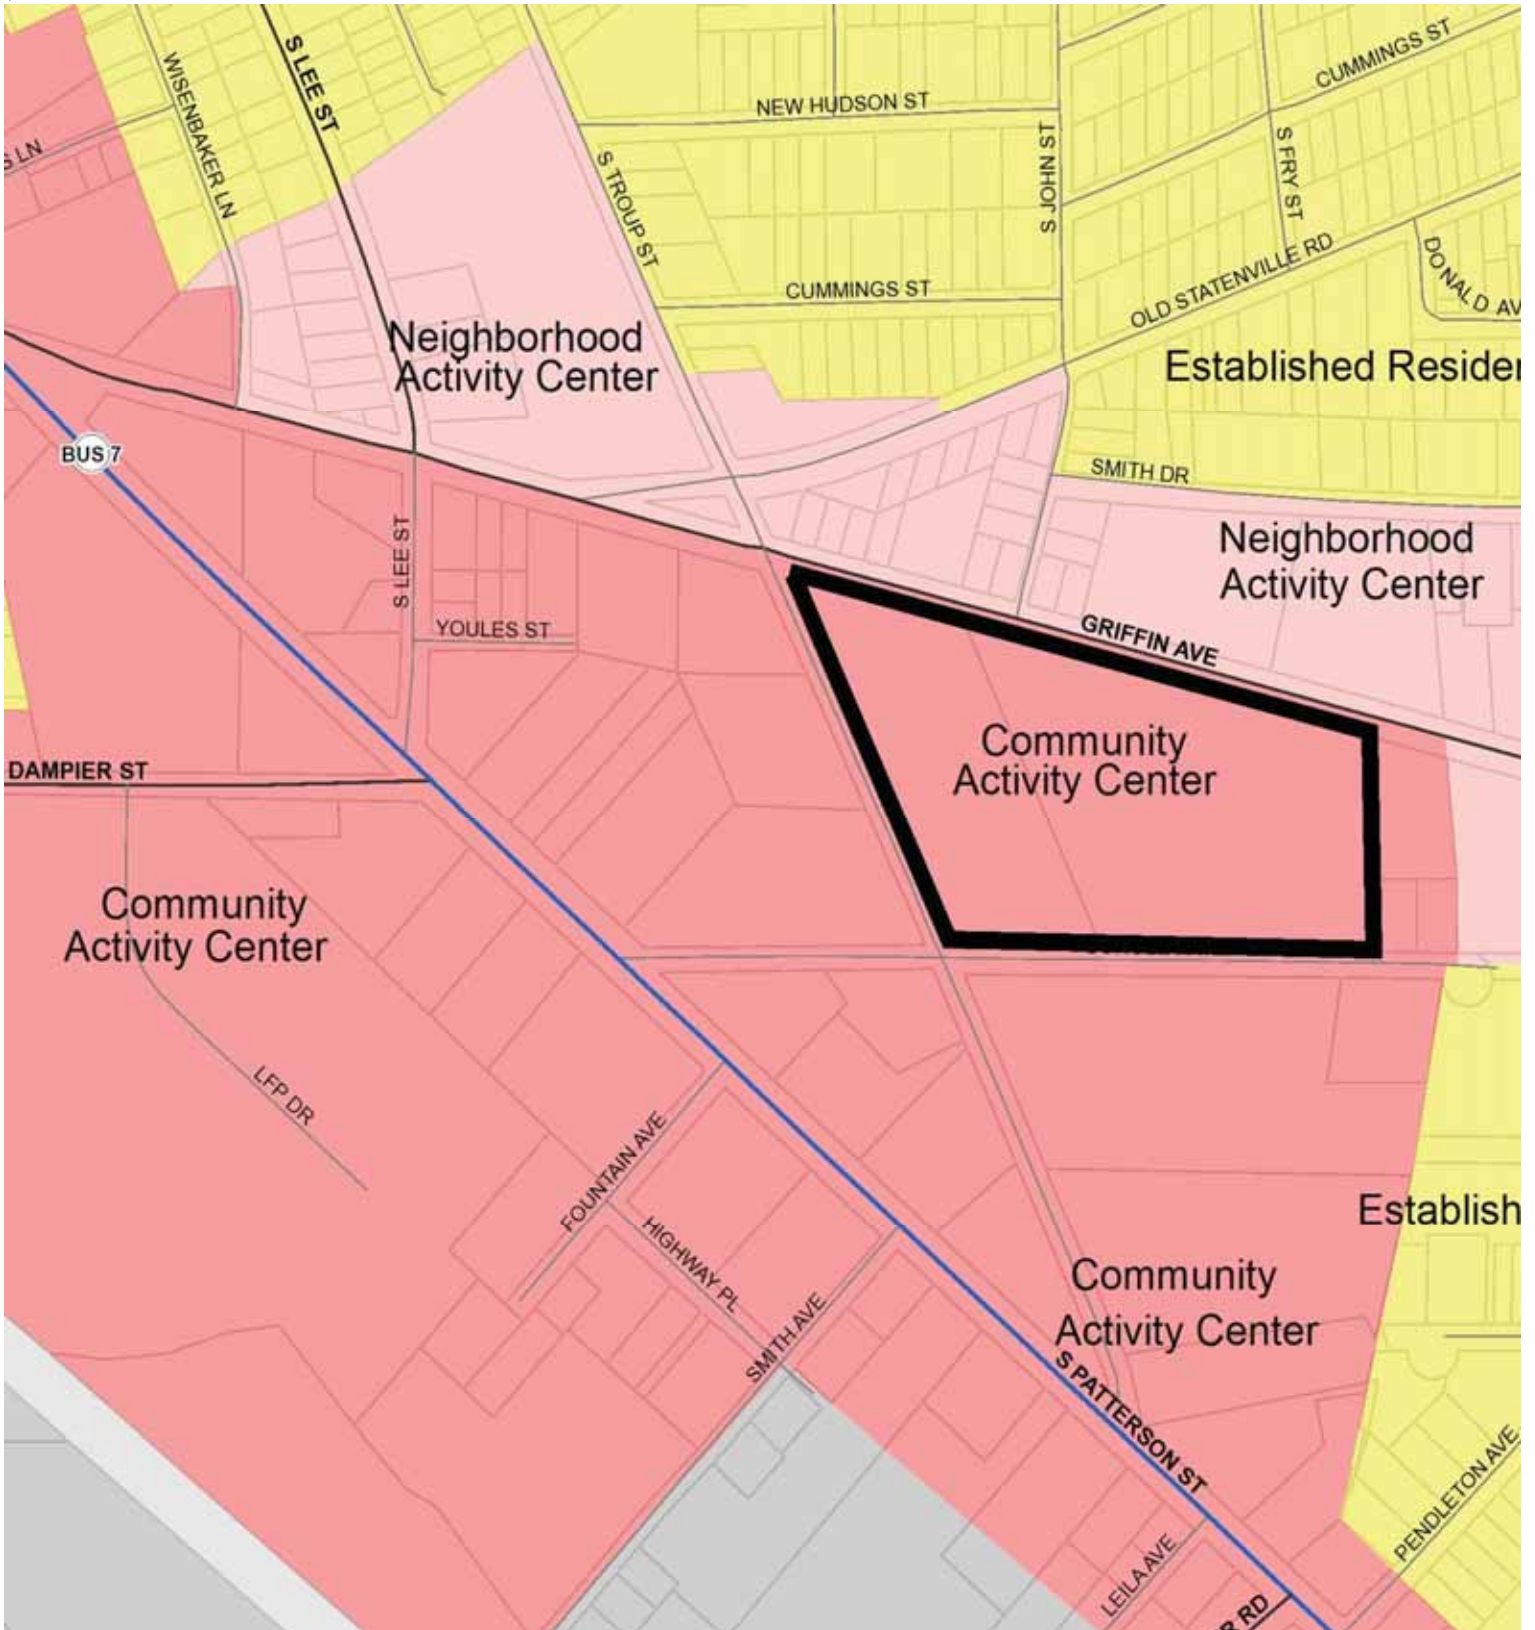 WISENBAKER LN
S LEE ST
S LN
NEW HUDSON ST
CUMMINGS ST
S JOHN ST
S FRY ST
S TROUP ST
CUMMINGS ST
OLD STATENVILLE RD
DONALD AV
Neighborhood
Activity Center
Established Residen
BUS 7
SMITH DR
Neighborhood
Activity Center
S LEE ST
YOULES ST
GRIFFIN AVE
Community
Activity Center
DAMPIER ST
Community
Activity Center
LFP DR
FOUNTAIN AVE
HIGHWAY PL
SMITH AVE
Establish
Community
Activity Center
S PATTERSON ST
PENDLETON AVE
LEILA AVE
R RD